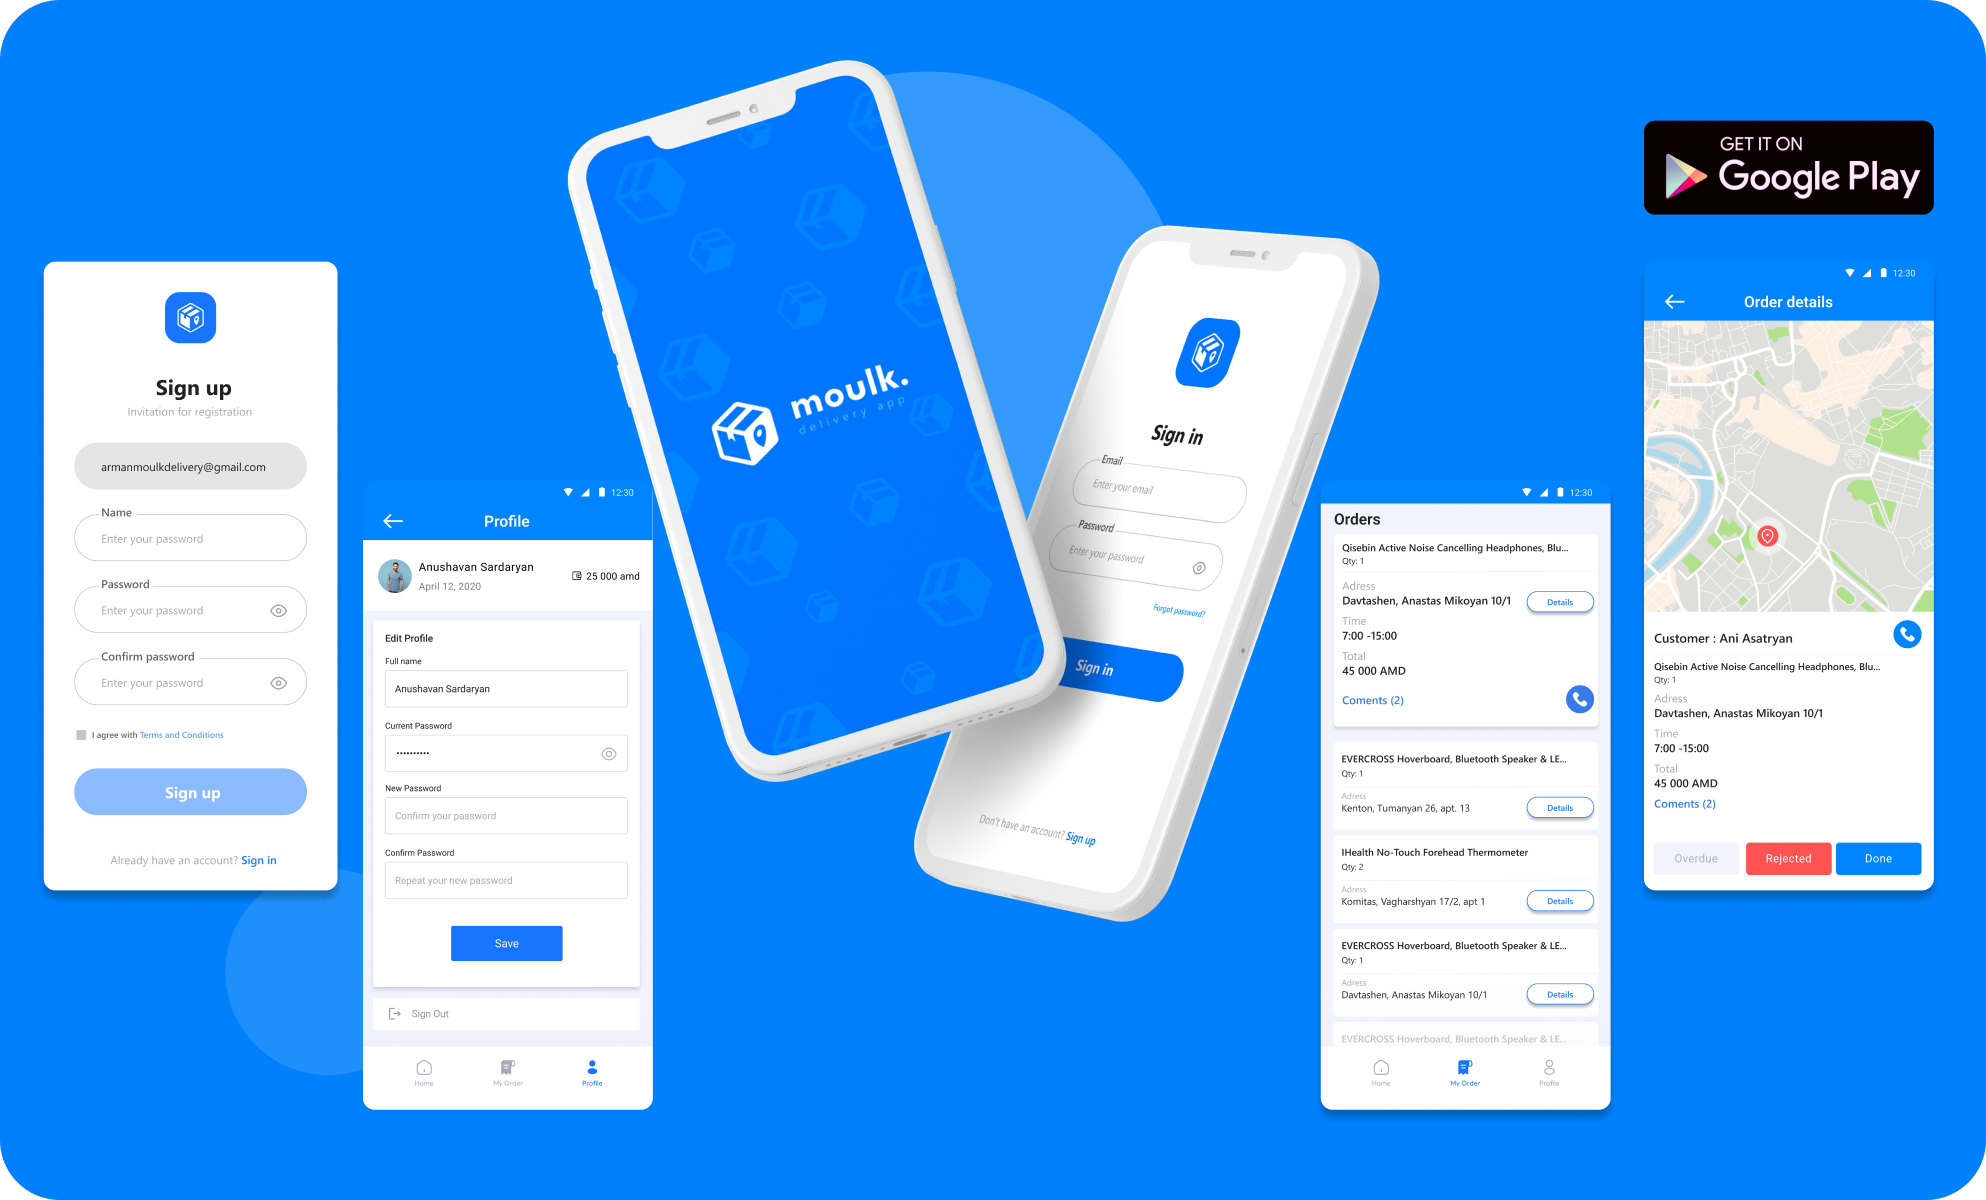 GET IT ON
Google Play
Sign up
Invitation for registration
armanmoulkdelivery@gmail.com
Name
Enter your password
Password
Enter your password
Confirm password
Enter your password
I agree with Terms and Conditions
Sign up
Already have an account? Sign in
12:30
Profile
Anushavan Sardaryan
April 12, 2020
25 000 amd
Edit Profile
Full name
Anushavan Sardaryan
Current Password
••••••••••
New Password
Confirm your password
Confirm Password
Repeat your new password
Save
Sign Out
Home
My Order
Profile
moulk.
delivery app
Sign in
Email
Enter your email
Password
Enter your password
Forgot password?
Sign in
Don't have an account? Sign up
12:30
Orders
Qisebin Active Noise Cancelling Headphones, Blu...
Qty: 1
Adress
Davtashen, Anastas Mikoyan 10/1
Details
Time
7:00 -15:00
Total
45 000 AMD
Coments (2)
EVERCROSS Hoverboard, Bluetooth Speaker & LE...
Qty: 1
Adress
Kenton, Tumanyan 26, apt. 13
Details
IHealth No-Touch Forehead Thermometer
Qty: 2
Adress
Komitas, Vagharshyan 17/2, apt 1
Details
EVERCROSS Hoverboard, Bluetooth Speaker & LE...
Qty: 1
Adress
Davtashen, Anastas Mikoyan 10/1
Details
EVERCROSS Hoverboard, Bluetooth Speaker & LE...
Home
My Order
Profile
12:30
Order details
Customer : Ani Asatryan
Qisebin Active Noise Cancelling Headphones, Blu...
Qty: 1
Adress
Davtashen, Anastas Mikoyan 10/1
Time
7:00 -15:00
Total
45 000 AMD
Coments (2)
Overdue
Rejected
Done